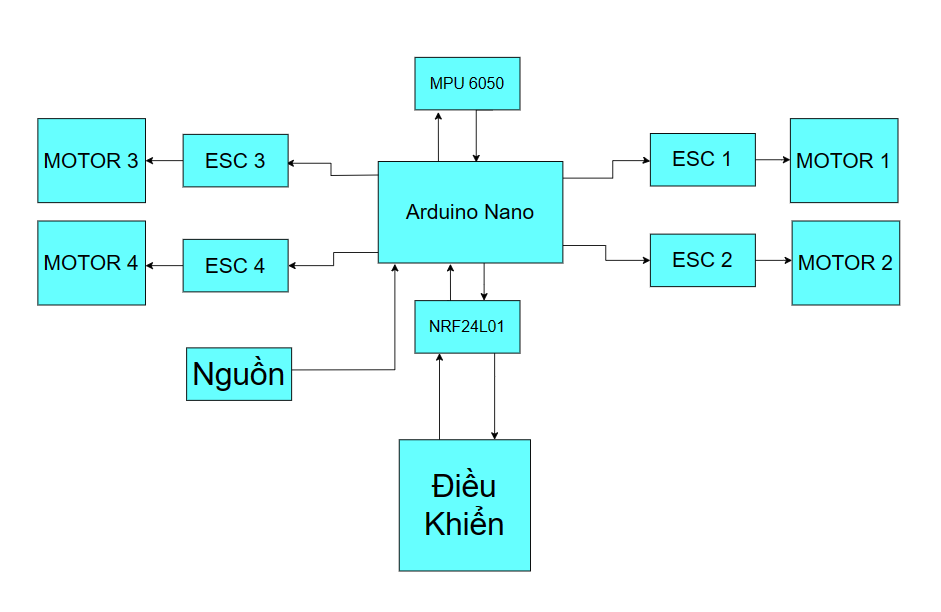 MPU 6050
MOTOR 3
ESC 3
ESC 1
MOTOR 1
Arduino Nano
MOTOR 4
ESC 4
ESC 2
MOTOR 2
NRF24L01
Nguồn
Điều
Khiển